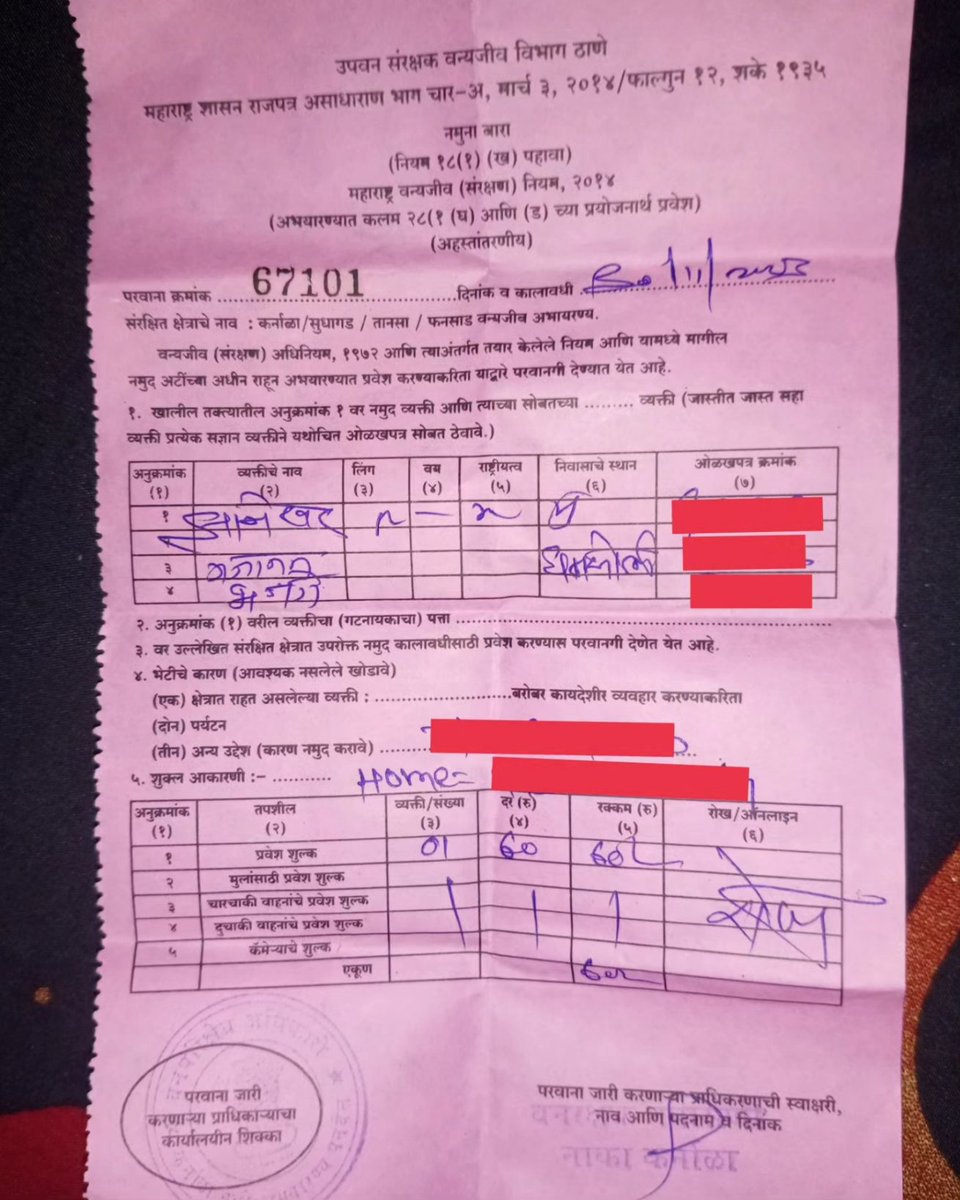 उपवन संरक्षक वन्यजीव विभाग ठाणे
महाराष्ट्र शासन राजपत्र असाधाराण भाग चार-अ, मार्च ३, २०१४/फाल्गुन १२, शके १९३५
नमुना बारा
(नियम १८(१) (ख) पहावा)
महाराष्ट्र वन्यजीव (संरक्षण) नियम, २०१४
(अभयारण्यात कलम २८(१ (घ) आणि (ड) च्या प्रयोजनार्थ प्रवेश)
(अहस्तांतरणीय)
परवाना क्रमांक 67101 दिनांक व कालावधी
संरक्षित क्षेत्राचे नाव : कर्नाळा/सुधागड / तानसा / फनसाड वन्यजीव अभायरण्य.
वन्यजीव (संरक्षण) अधिनियम, १९७२ आणि त्याअंतर्गत तयार केलेले नियम आणि यामध्ये मागील
नमुद अटींच्या अधीन राहून अभयारण्यात प्रवेश करण्याकरिता याद्वारे परवानगी देण्यात येत आहे.
१. खालील तक्त्यातील अनुक्रमांक १ वर नमुद व्यक्ती आणि त्याच्या सोबतच्या ......... व्यक्ती (जास्तीत जास्त सहा
व्यक्ती प्रत्येक सज्ञान व्यक्तीने यथोचित ओळखपत्र सोबत ठेवावे.)
अनुक्रमांक व्यक्तीचे नाव लिंग वय राष्ट्रीयत्व निवासाचे स्थान ओळखपत्र क्रमांक
(१) (२) (३) (४) (५) (६) (७)
१
३
४
२. अनुक्रमांक (१) वरील व्यक्तीचा (गटनायकाचा) पत्ता
३. वर उल्लेखित संरक्षित क्षेत्रात उपरोक्त नमुद कालावधीसाठी प्रवेश करण्यास परवानगी देणेत येत आहे.
४. भेटीचे कारण (आवश्यक नसलेले खोडावे)
(एक) क्षेत्रात राहत असलेल्या व्यक्ती : ........................बरोबर कायदेशीर व्यवहार करण्याकरिता
(दोन) पर्यटन
(तीन) अन्य उद्देश (कारण नमुद करावे)
५. शुक्ल आकारणी :- ........... Home=
अनुक्रमांक तपशील व्यक्ती/संख्या दर (रु) रक्कम (रु) रोख/ऑनलाइन
(१) (२) (३) (४) (५) (६)
१ प्रवेश शुल्क 01 60
२ मुलांसाठी प्रवेश शुल्क
३ चारचाकी वाहनांचे प्रवेश शुल्क
४ दुचाकी वाहनांचे प्रवेश शुल्क
५ कॅमेऱ्याचे शुल्क
एकूण
परवाना जारी
करणाऱ्या प्राधिकाऱ्याचा
कार्यालयीन शिक्का
परवाना जारी करणाऱ्या प्राधिकरणाची स्वाक्षरी,
नाव आणि पदनाम व दिनाक